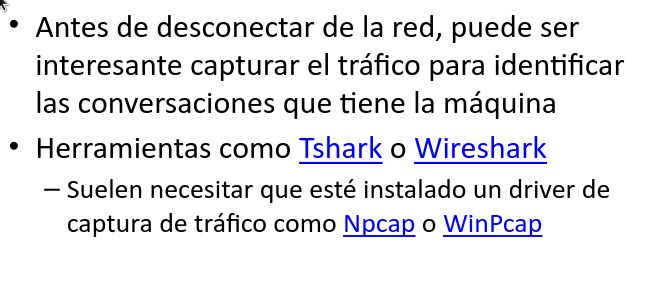 • Antes de desconectar de la red, puede ser
interesante capturar el tráfico para identificar
las conversaciones que tiene la máquina
• Herramientas como Tshark o Wireshark
– Suelen necesitar que esté instalado un driver de
captura de tráfico como Npcap o WinPcap